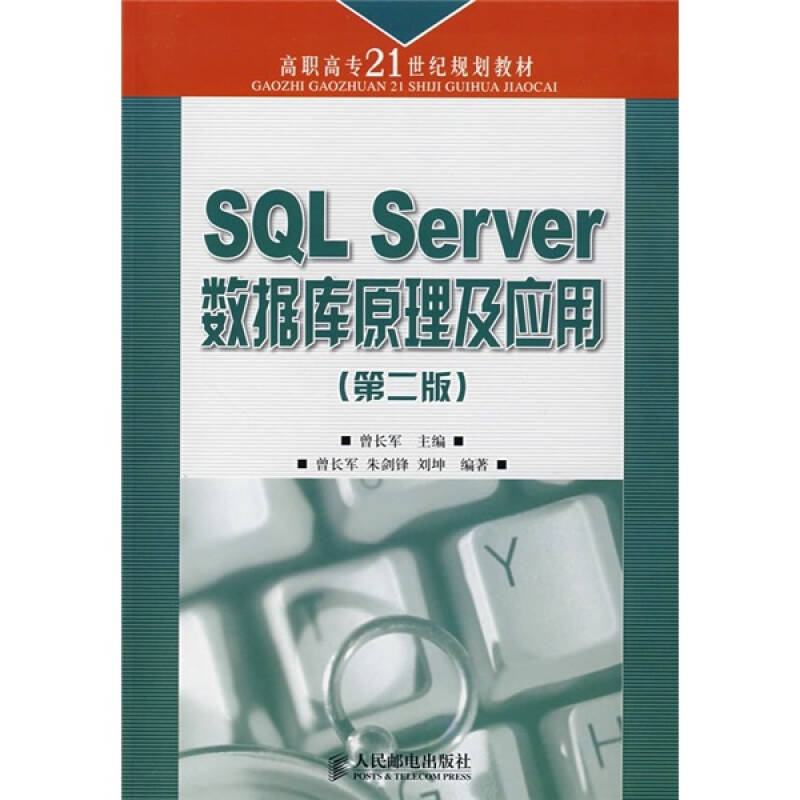 高职高专21世纪规划教材
GAOZHI GAOZHUAN 21 SHIJI GUIHUA JIAOCAI
SQL Server
数据库原理及应用
（第二版）
■ 曾长军 主编 ■
■ 曾长军 朱剑锋 刘坤 编著 ■
Y
人民邮电出版社
POSTS & TELECOM PRESS